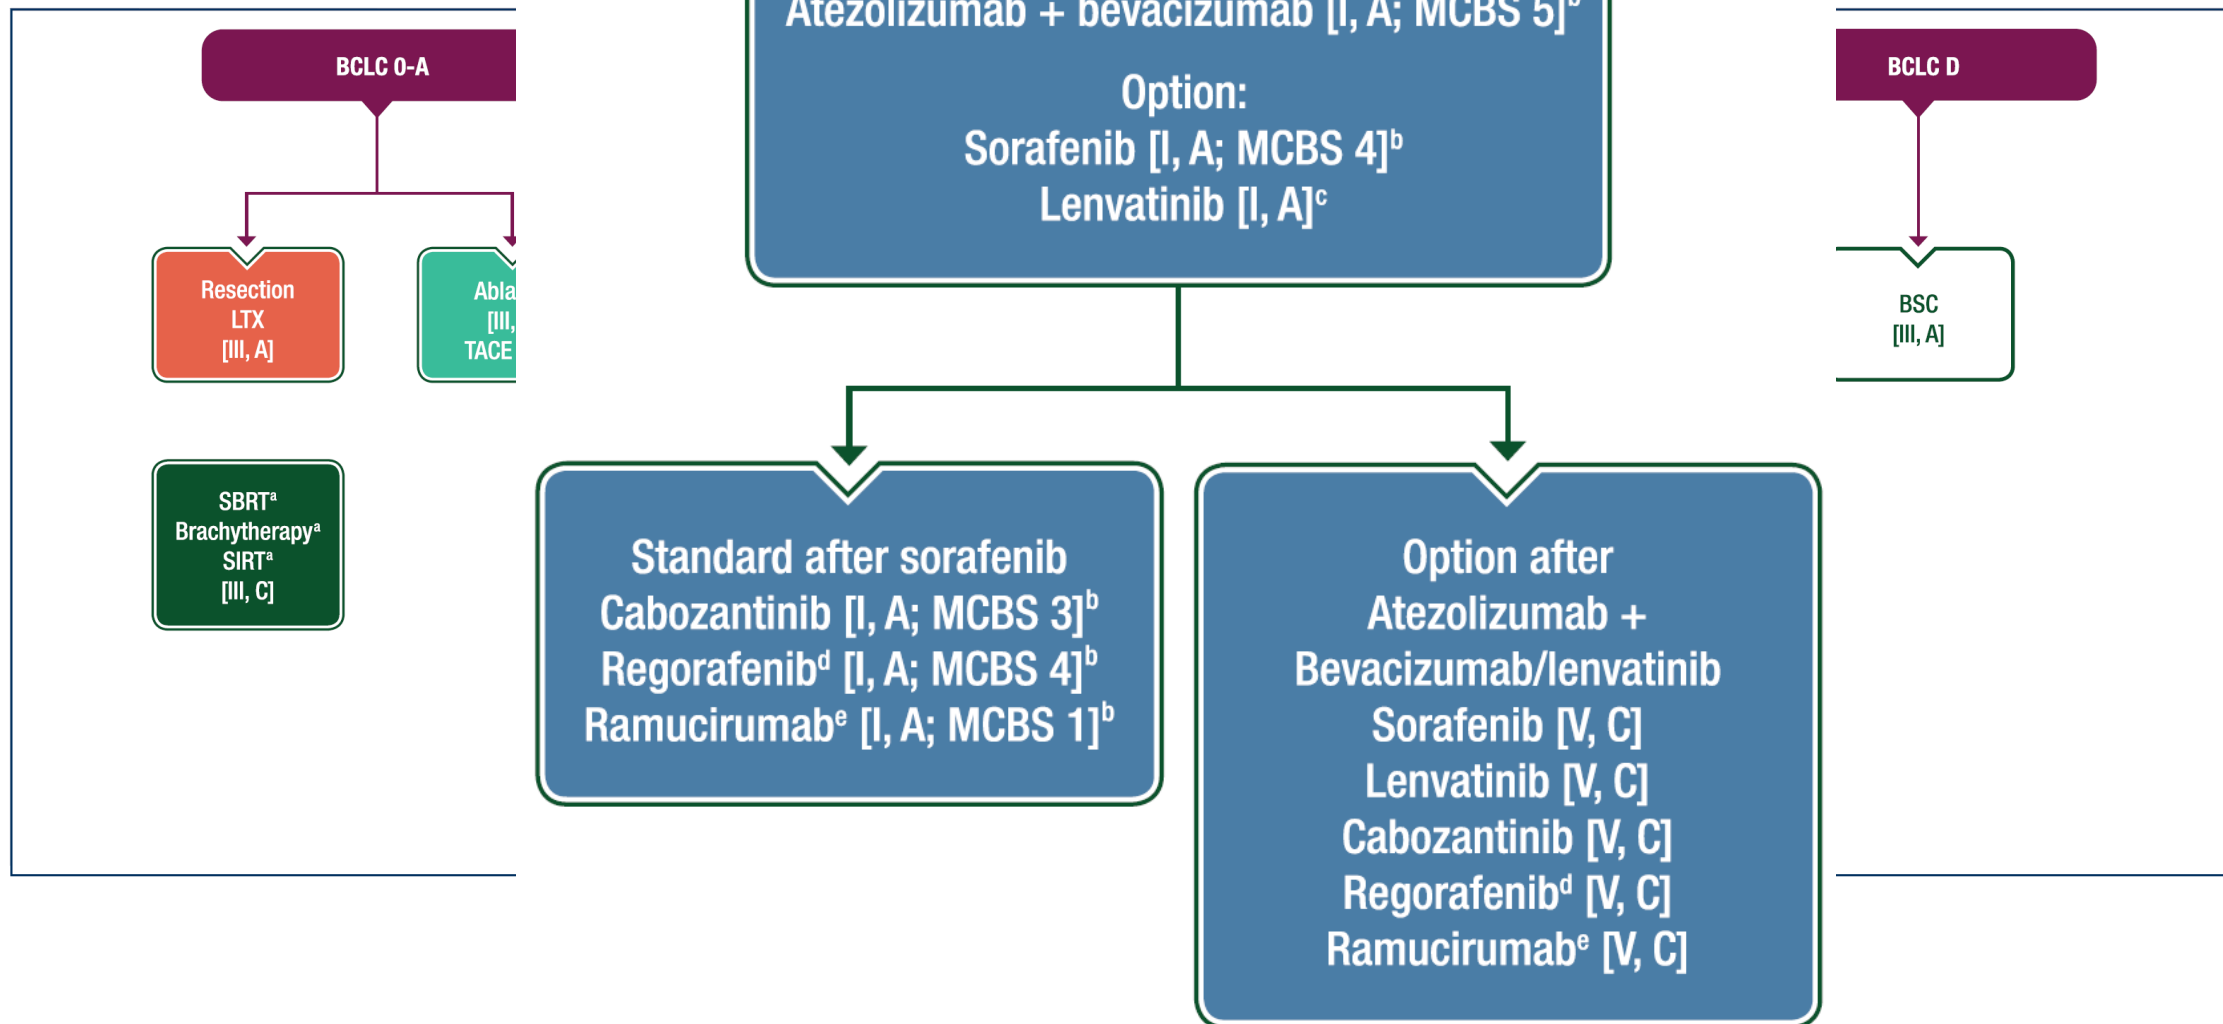 BCLC 0-A
Resection
LTX
[III, A]
TACE
SBRTᵃ
Brachytherapyᵃ
SIRTᵃ
[III, C]
Atezolizumab + bevacizumab [I, A; MCBS 5]ᵇ
Option:
Sorafenib [I, A; MCBS 4]ᵇ
Lenvatinib [I, A]ᶜ
Standard after sorafenib
Cabozantinib [I, A; MCBS 3]ᵇ
Regorafenibᵈ [I, A; MCBS 4]ᵇ
Ramucirumabᵉ [I, A; MCBS 1]ᵇ
Option after
Atezolizumab +
Bevacizumab/lenvatinib
Sorafenib [V, C]
Lenvatinib [V, C]
Cabozantinib [V, C]
Regorafenibᵈ [V, C]
Ramucirumabᵉ [V, C]
BCLC D
BSC
[III, A]